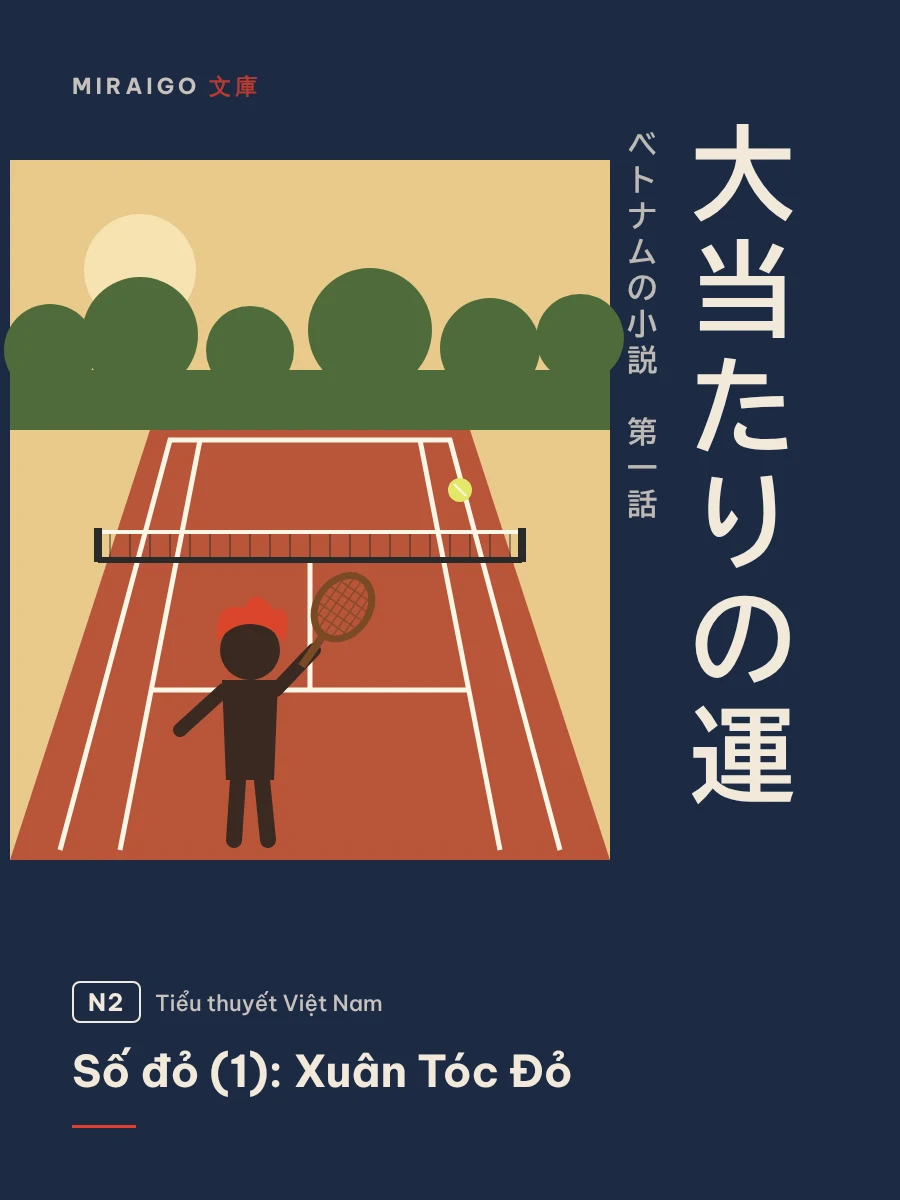 MIRAIGO 文庫
大当たりの運
ベトナムの小説　第一話
N2 Tiểu thuyết Việt Nam
Số đỏ (1): Xuân Tóc Đỏ